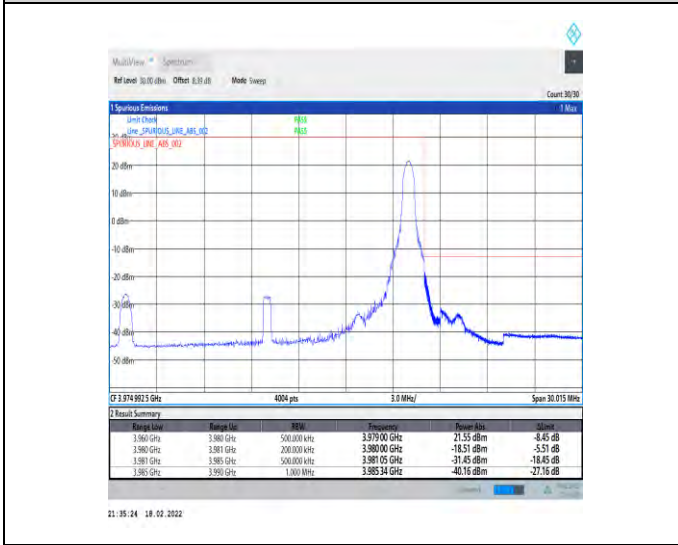 MultiView Spectrum
Ref Level 30.00 dBm Offset 8.39 dB Mode Sweep
Count 30/30
1 Spurious Emissions 1 Max
Limit Check PASS
Line _SPURIOUS_LINE_ABS_002 PASS
_SPURIOUS_LINE_ABS_002
20 dBm
10 dBm
0 dBm
-10 dBm
-20 dBm
-30 dBm
-40 dBm
-50 dBm
CF 3.974 992 5 GHz 4004 pts 3.0 MHz/ Span 30.015 MHz
2 Result Summary
Range Low Range Up RBW Frequency Power Abs ΔLimit
3.960 GHz 3.980 GHz 500.000 kHz 3.979 00 GHz 21.55 dBm -8.45 dB
3.980 GHz 3.981 GHz 200.000 kHz 3.980 00 GHz -18.51 dBm -5.51 dB
3.981 GHz 3.985 GHz 500.000 kHz 3.981 05 GHz -31.45 dBm -18.45 dB
3.985 GHz 3.990 GHz 1.000 MHz 3.985 34 GHz -40.16 dBm -27.16 dB
21:35:24 18.02.2022